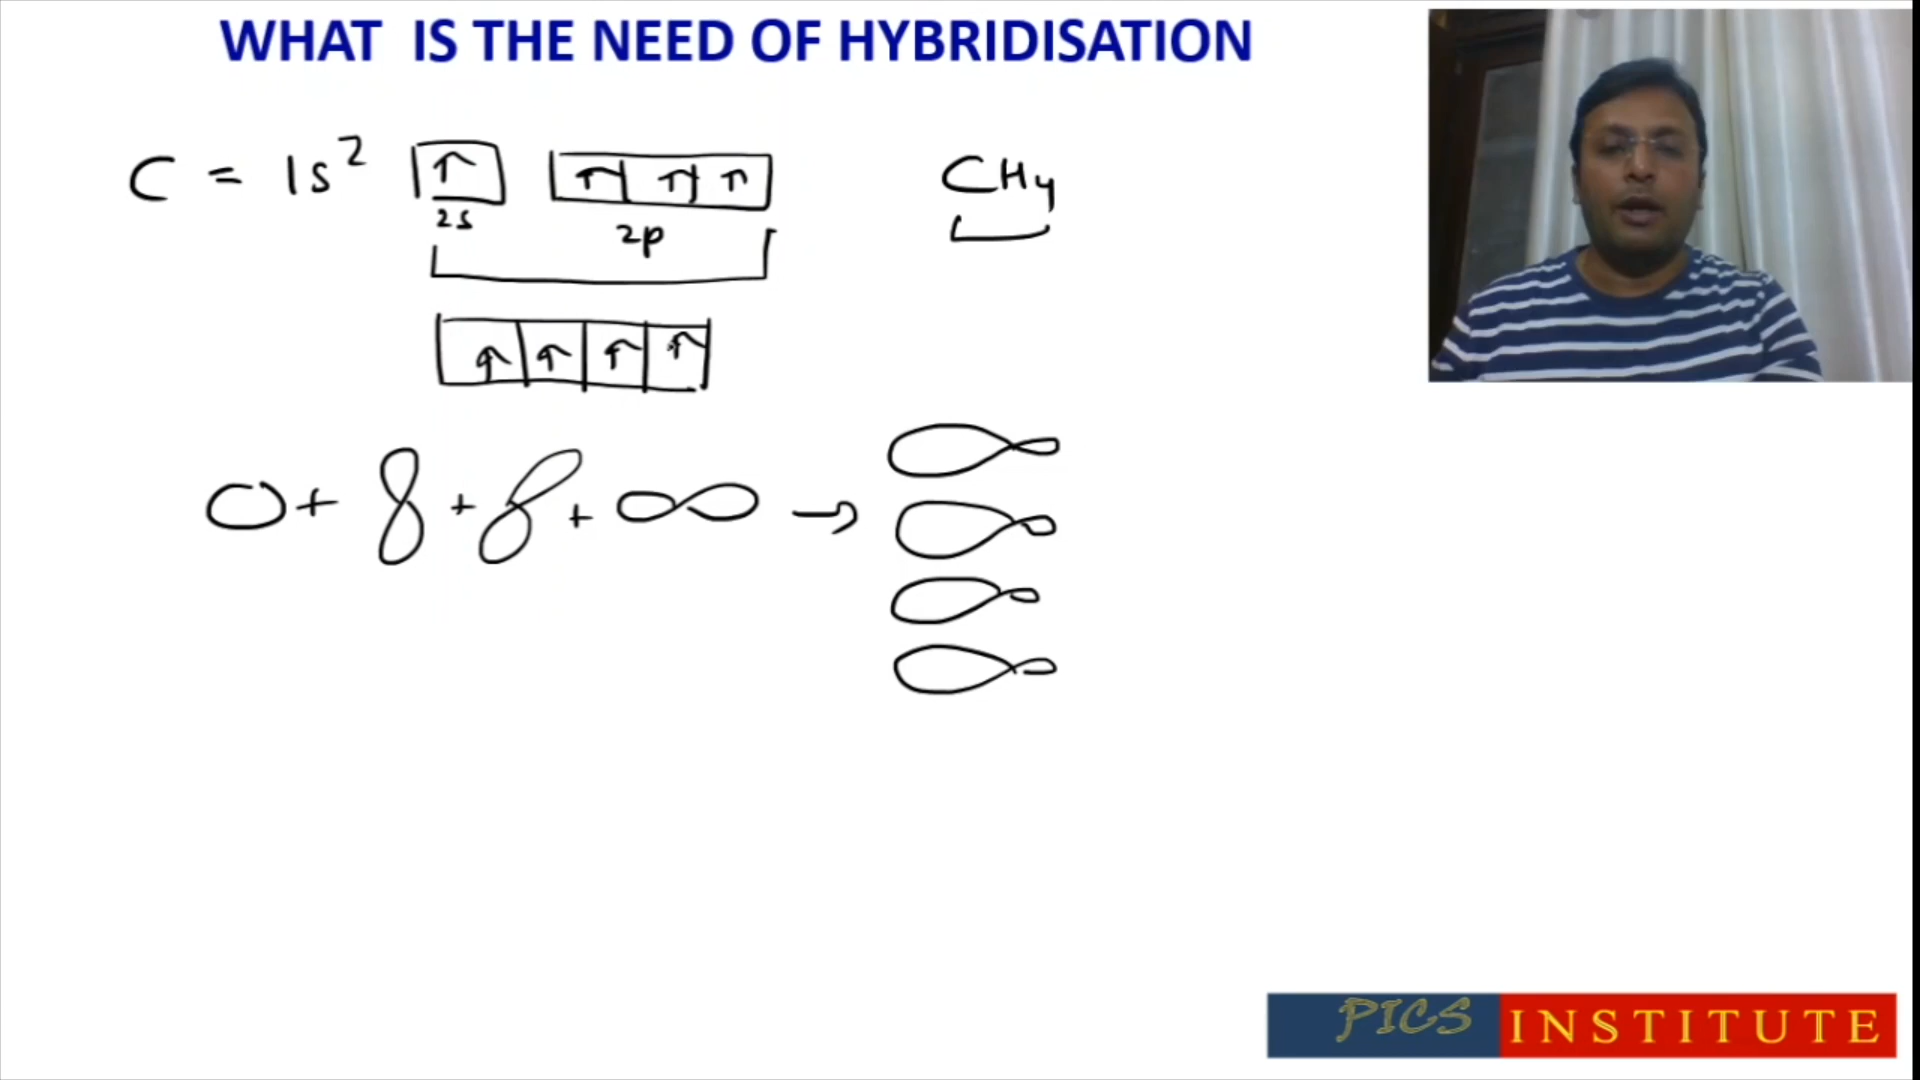 WHAT IS THE NEED OF HYBRIDISATION
C = 1s² ↑ ↑ ↑ ↑ CH₄
2s 2p
↑ ↑ ↑ ↑
+ + + →
PICS INSTITUTE